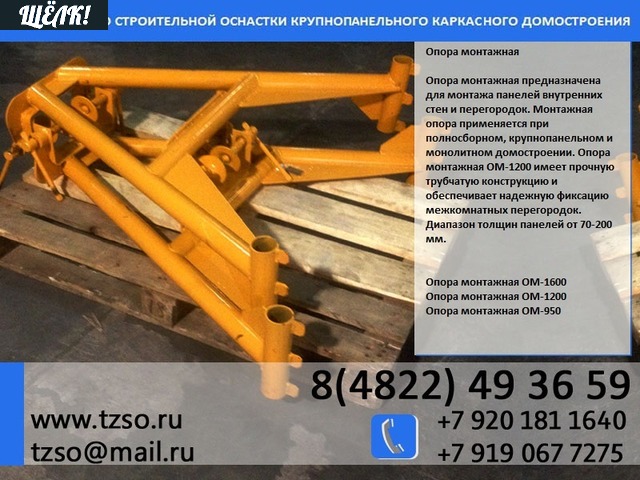 ЩЁЛК!
О СТРОИТЕЛЬНОЙ ОСНАСТКИ КРУПНОПАНЕЛЬНОГО КАРКАСНОГО ДОМОСТРОЕНИЯ
Опора монтажная
Опора монтажная предназначена
для монтажа панелей внутренних
стен и перегородок. Монтажная
опора применяется при
полносборном, крупнопанельном и
монолитном домостроении. Опора
монтажная ОМ-1200 имеет прочную
трубчатую конструкцию и
обеспечивает надежную фиксацию
межкомнатных перегородок.
Диапазон толщин панелей от 70-200
мм.
Опора монтажная ОМ-1600
Опора монтажная ОМ-1200
Опора монтажная ОМ-950
8(4822) 49 36 59
www.tzso.ru
+7 920 181 1640
tzso@mail.ru
+7 919 067 7275